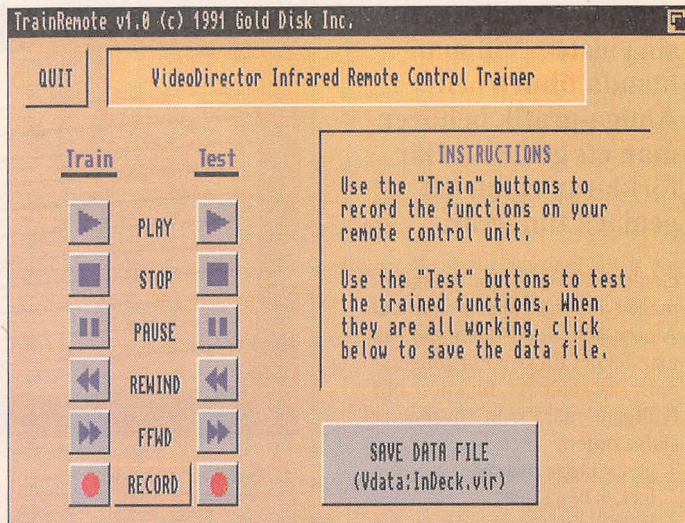 TrainRemote v1.0 (c) 1991 Gold Disk Inc.
QUIT
VideoDirector Infrared Remote Control Trainer
Train
Test
PLAY
STOP
PAUSE
REWIND
FFWD
RECORD
INSTRUCTIONS
Use the "Train" buttons to
record the functions on your
remote control unit.
Use the "Test" buttons to test
the trained functions. When
they are all working, click
below to save the data file.
SAVE DATA FILE
(Vdata:InDeck.vir)